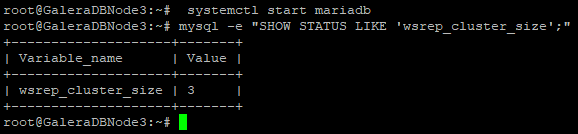 root@GaleraDBNode3:~#  systemctl start mariadb
root@GaleraDBNode3:~# mysql -e "SHOW STATUS LIKE 'wsrep_cluster_size';"
+--------------------+-------+
| Variable_name      | Value |
+--------------------+-------+
| wsrep_cluster_size | 3     |
+--------------------+-------+
root@GaleraDBNode3:~#